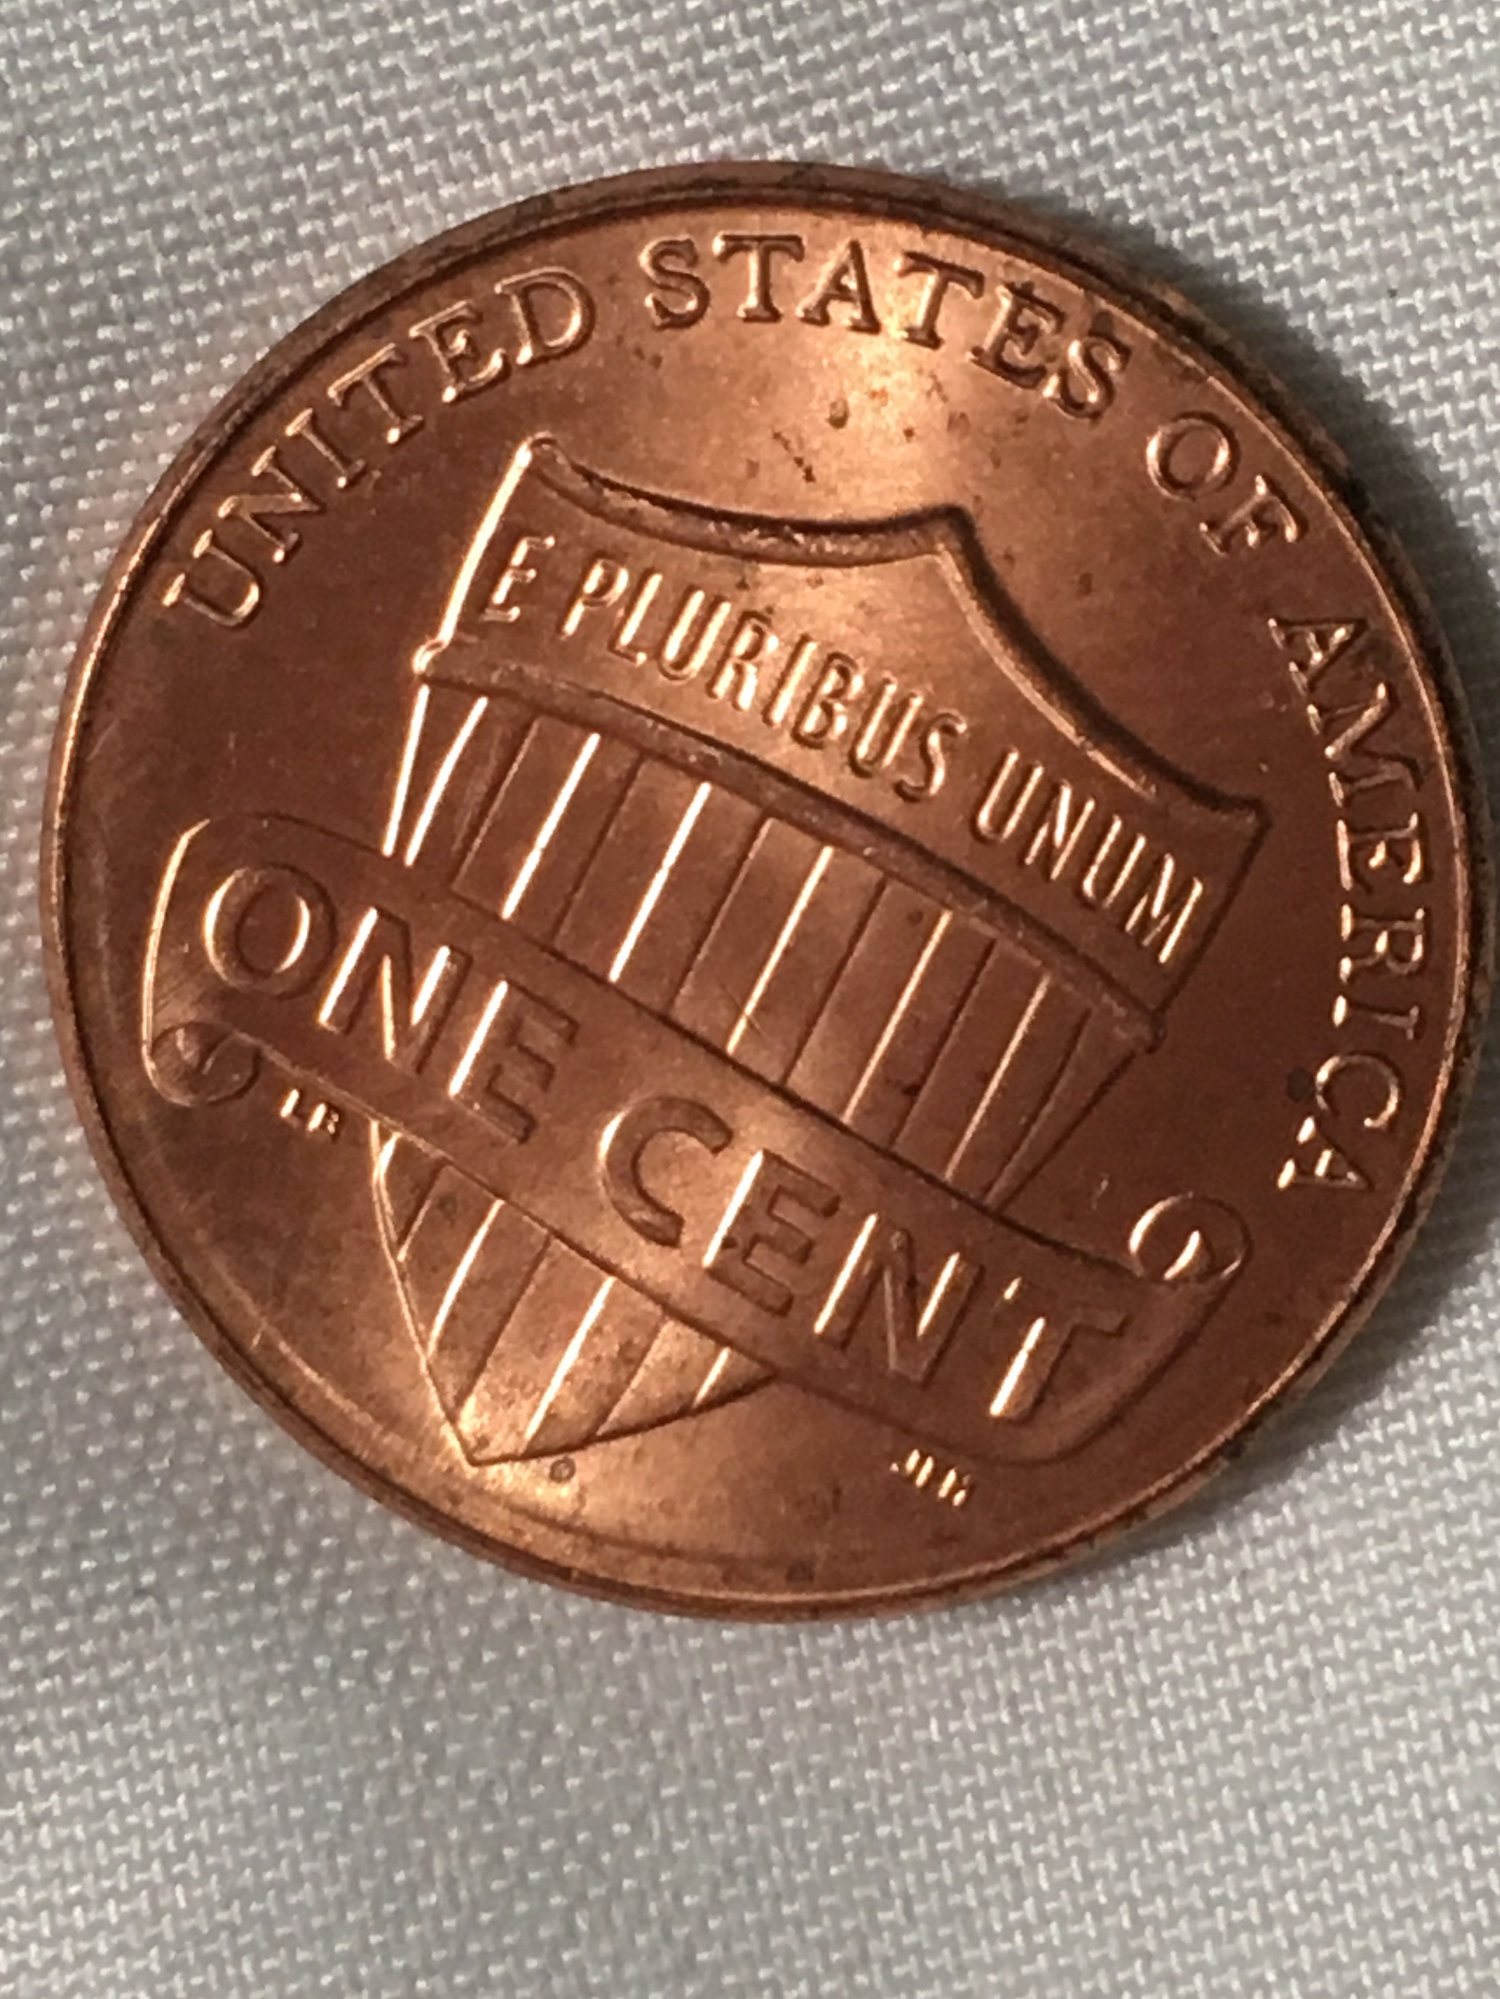 UNITED STATES OF AMERICA
E PLURIBUS UNUM
ONE CENT
LB
JFM